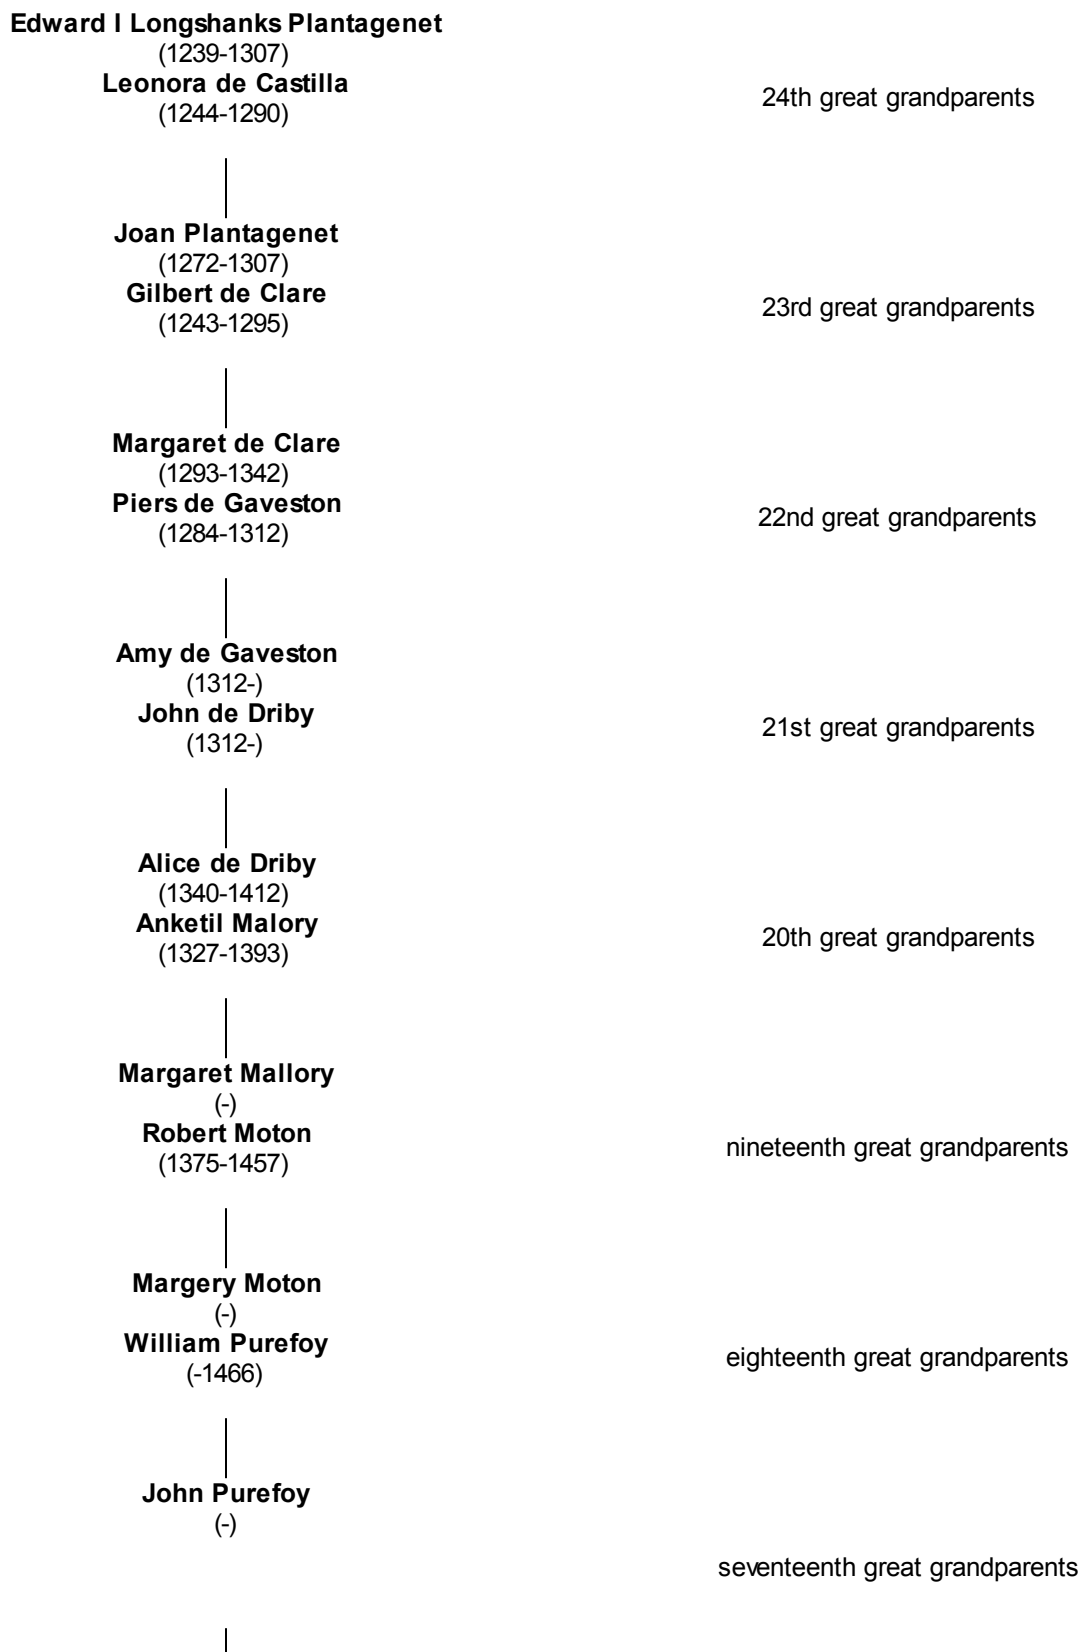 Edward I Longshanks Plantagenet
(1239-1307)
Leonora de Castilla
(1244-1290)
24th great grandparents
Joan Plantagenet
(1272-1307)
Gilbert de Clare
(1243-1295)
23rd great grandparents
Margaret de Clare
(1293-1342)
Piers de Gaveston
(1284-1312)
22nd great grandparents
Amy de Gaveston
(1312-)
John de Driby
(1312-)
21st great grandparents
Alice de Driby
(1340-1412)
Anketil Malory
(1327-1393)
20th great grandparents
Margaret Mallory
(-)
Robert Moton
(1375-1457)
nineteenth great grandparents
Margery Moton
(-)
William Purefoy
(-1466)
eighteenth great grandparents
John Purefoy
(-)
seventeenth great grandparents